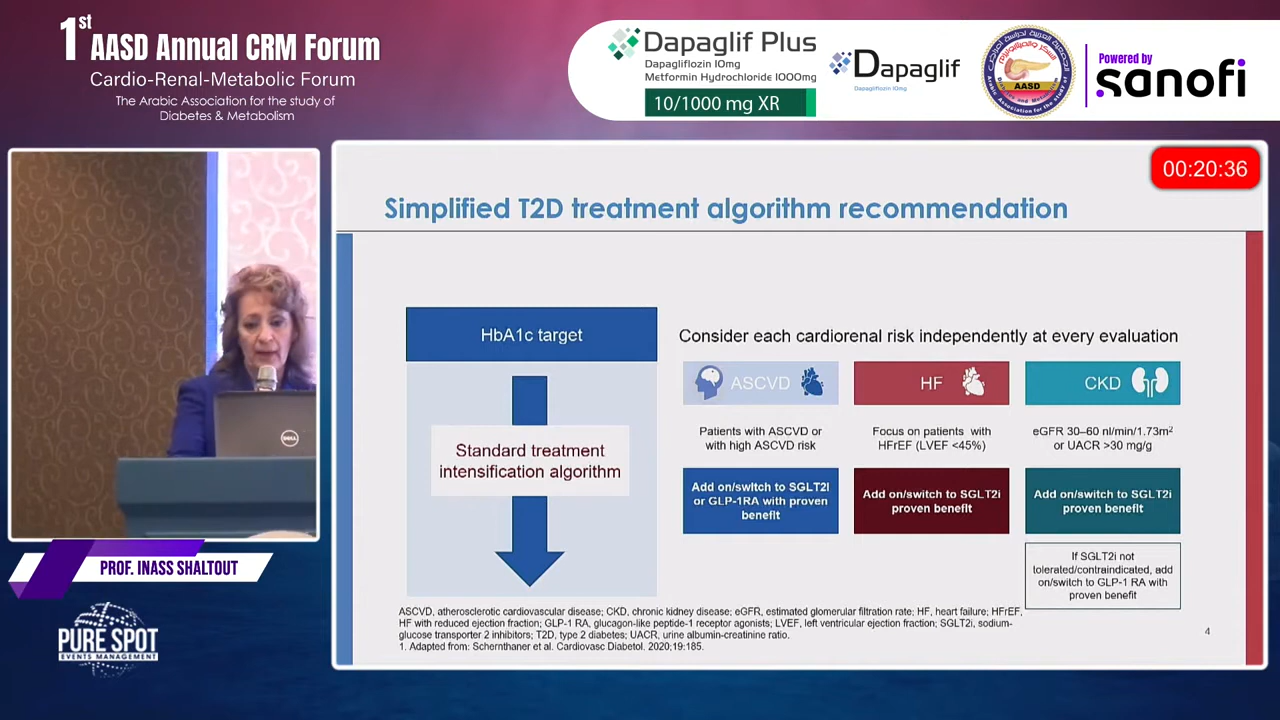 1st AASD Annual CRM Forum
Cardio-Renal-Metabolic Forum
The Arabic Association for the study of
Diabetes & Metabolism
Dapaglif Plus
Dapagliflozin 10mg
Metformin Hydrochloride 1000mg
10/1000 mg XR
Dapaglif
Dapagliflozin 10mg
AASD
Powered by
sanofi
00:20:36
Simplified T2D treatment algorithm recommendation
HbA1c target
Standard treatment
intensification algorithm
Consider each cardiorenal risk independently at every evaluation
ASCVD
HF
CKD
Patients with ASCVD or
with high ASCVD risk
Focus on patients with
HFrEF (LVEF <45%)
eGFR 30–60 nl/min/1.73m²
or UACR >30 mg/g
Add on/switch to SGLT2i
or GLP-1RA with proven
benefit
Add on/switch to SGLT2i
proven benefit
Add on/switch to SGLT2i
proven benefit
If SGLT2i not
tolerated/contraindicated, add
on/switch to GLP-1 RA with
proven benefit
ASCVD, atherosclerotic cardiovascular disease; CKD, chronic kidney disease; eGFR, estimated glomerular filtration rate; HF, heart failure; HFrEF,
HF with reduced ejection fraction; GLP-1 RA, glucagon-like peptide-1 receptor agonists; LVEF, left ventricular ejection fraction; SGLT2i, sodium-
glucose transporter 2 inhibitors; T2D, type 2 diabetes; UACR, urine albumin-creatinine ratio.
1. Adapted from: Schernthaner et al. Cardiovasc Diabetol. 2020;19:185.
4
DELL
PROF. INASS SHALTOUT
PURE SPOT
EVENTS MANAGEMENT